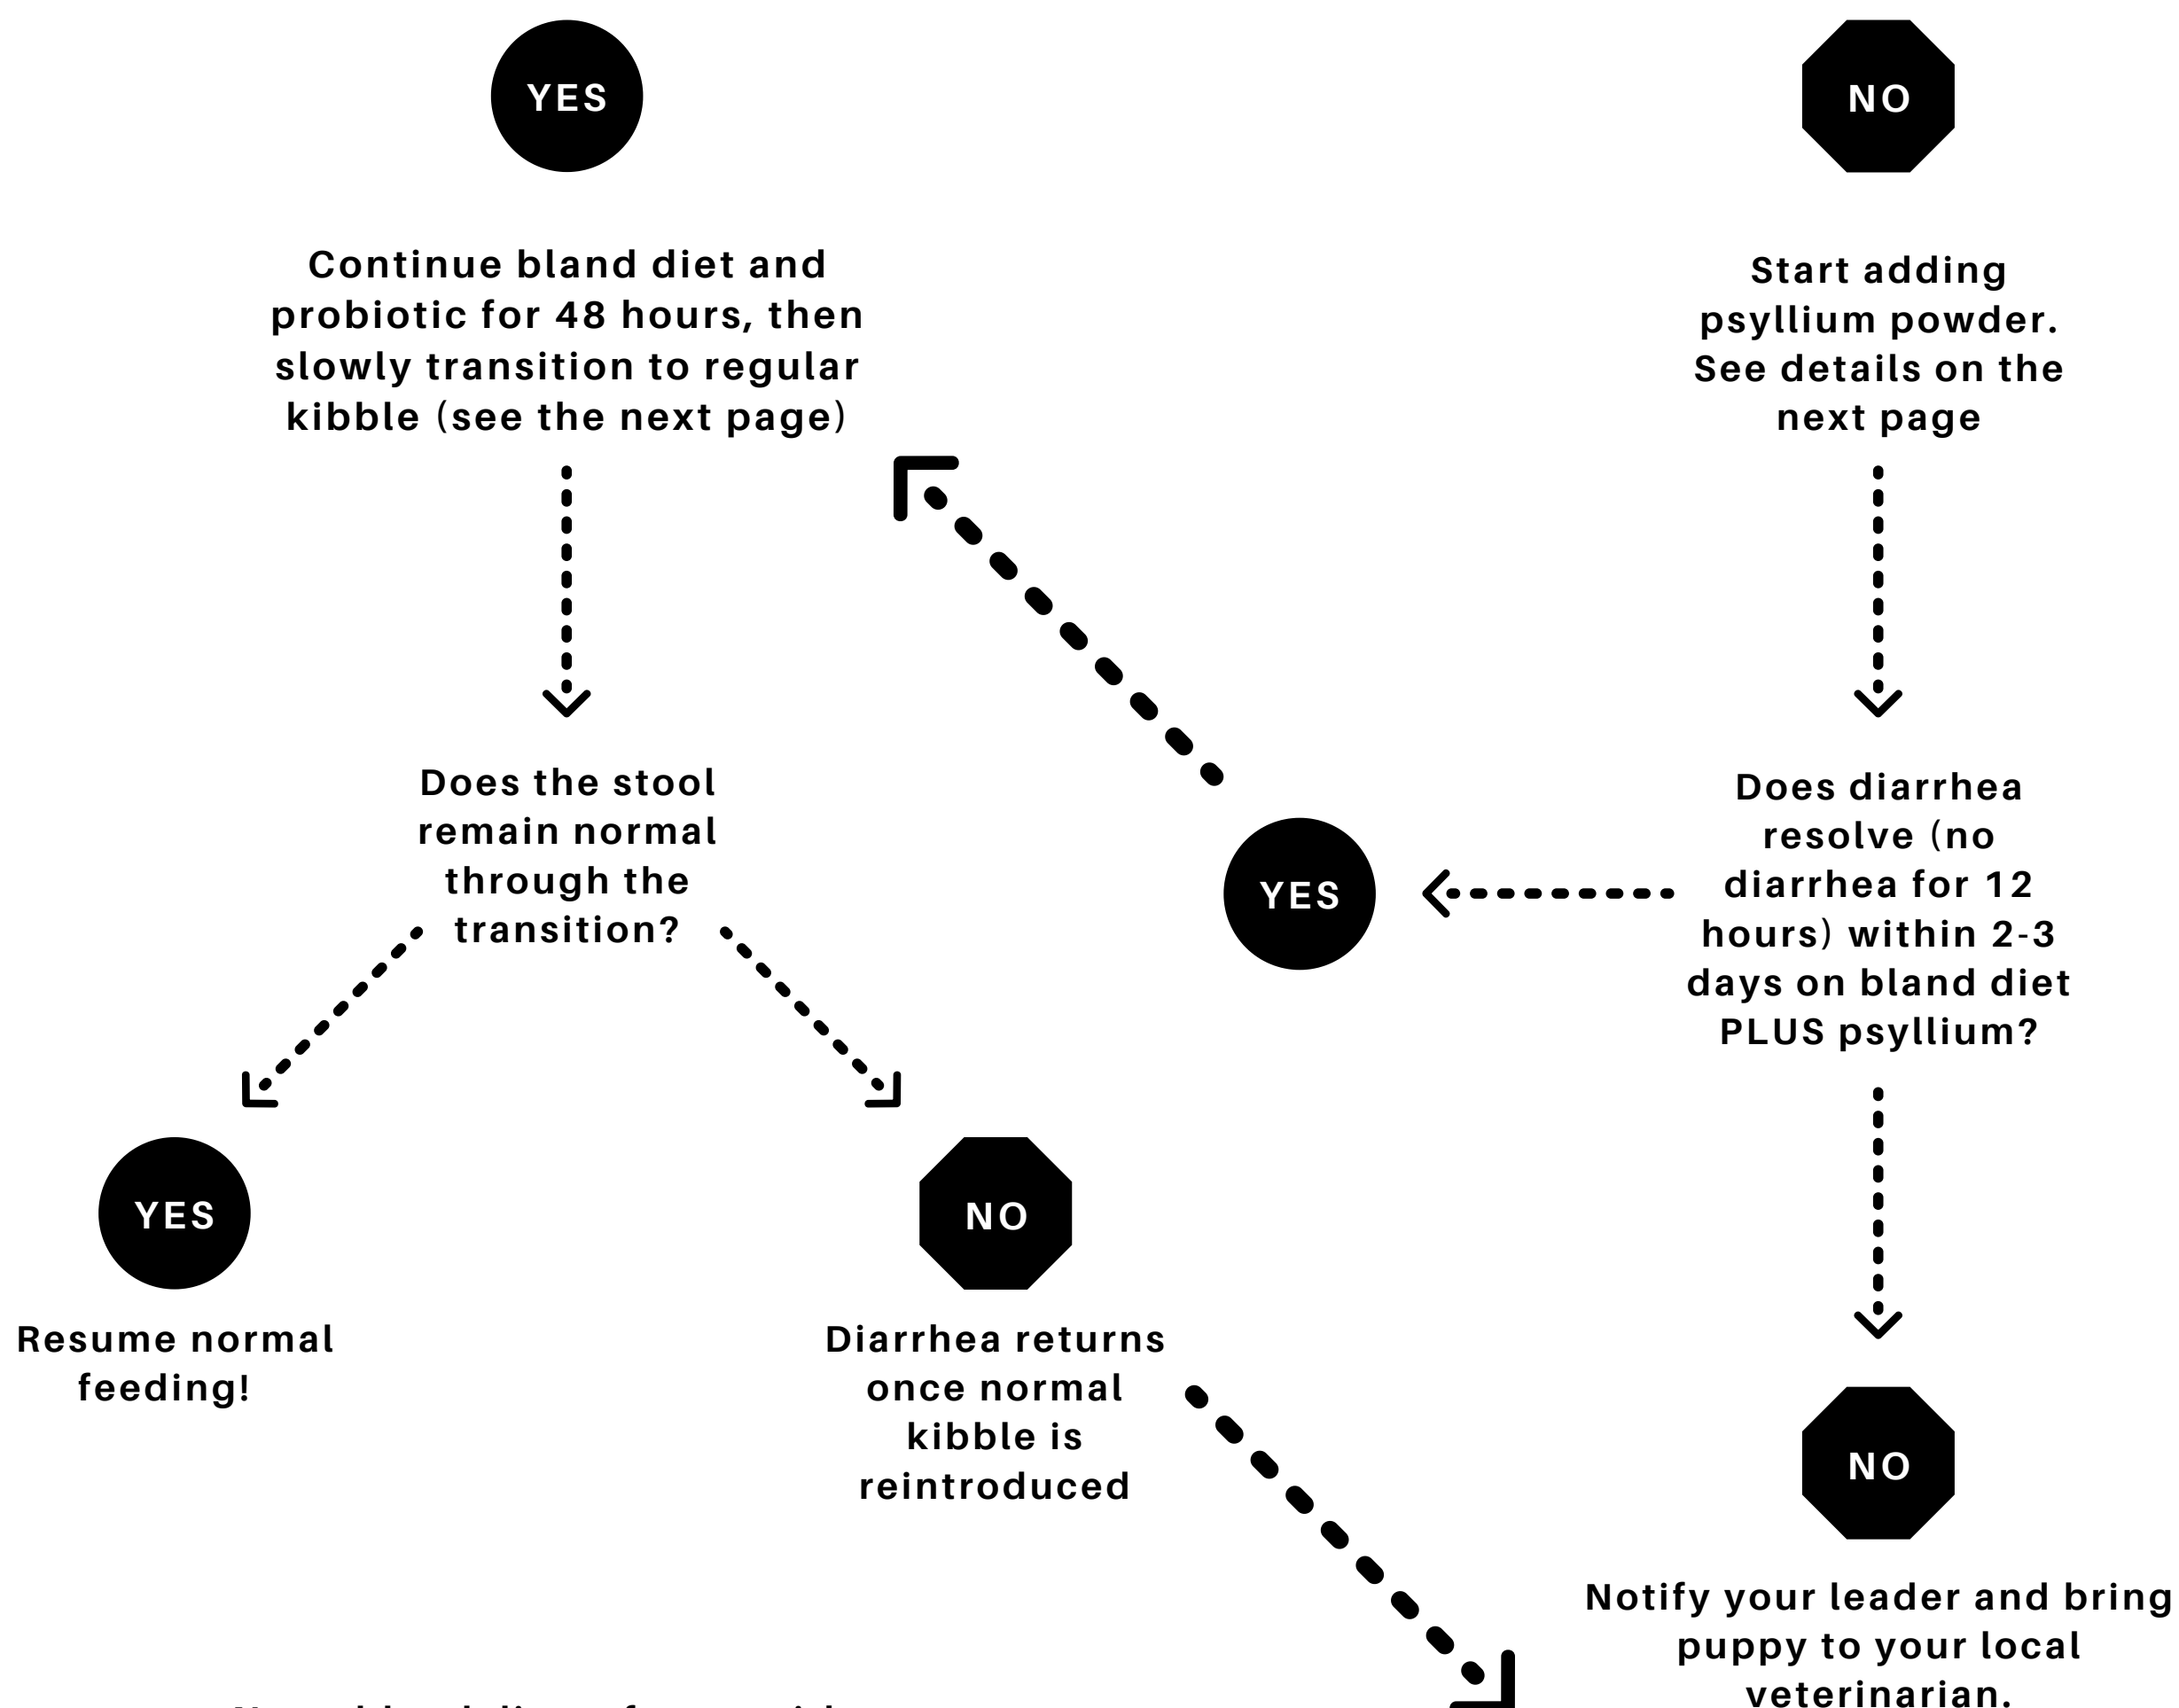 YES
Continue bland diet and
probiotic for 48 hours, then
slowly transition to regular
kibble (see the next page)
NO
Start adding
psyllium powder.
See details on the
next page
Does the stool
remain normal
through the
transition?
YES
Does diarrhea
resolve (no
diarrhea for 12
hours) within 2-3
days on bland diet
PLUS psyllium?
YES
Resume normal
feeding!
NO
Diarrhea returns
once normal
kibble is
reintroduced
NO
Notify your leader and bring
puppy to your local
veterinarian.